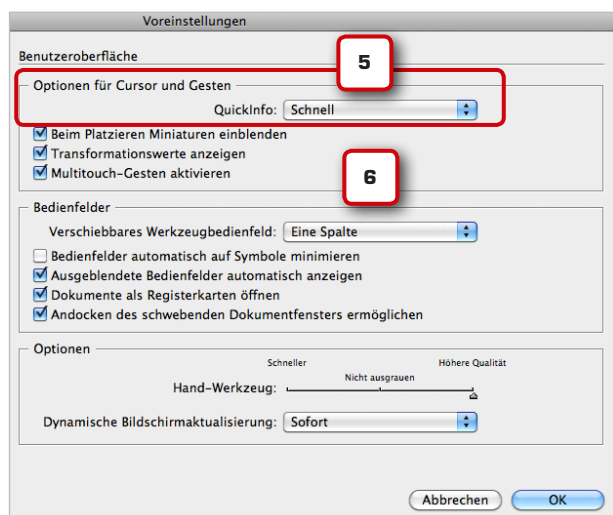 Voreinstellungen
Benutzeroberfläche
5
Optionen für Cursor und Gesten
QuickInfo: Schnell
Beim Platzieren Miniaturen einblenden
Transformationswerte anzeigen
Multitouch-Gesten aktivieren
6
Bedienfelder
Verschiebbares Werkzeugbedienfeld: Eine Spalte
Bedienfelder automatisch auf Symbole minimieren
Ausgeblendete Bedienfelder automatisch anzeigen
Dokumente als Registerkarten öffnen
Andocken des schwebenden Dokumentfensters ermöglichen
Optionen
Schneller Höhere Qualität
Nicht ausgrauen
Hand-Werkzeug:
Dynamische Bildschirmaktualisierung: Sofort
Abbrechen OK